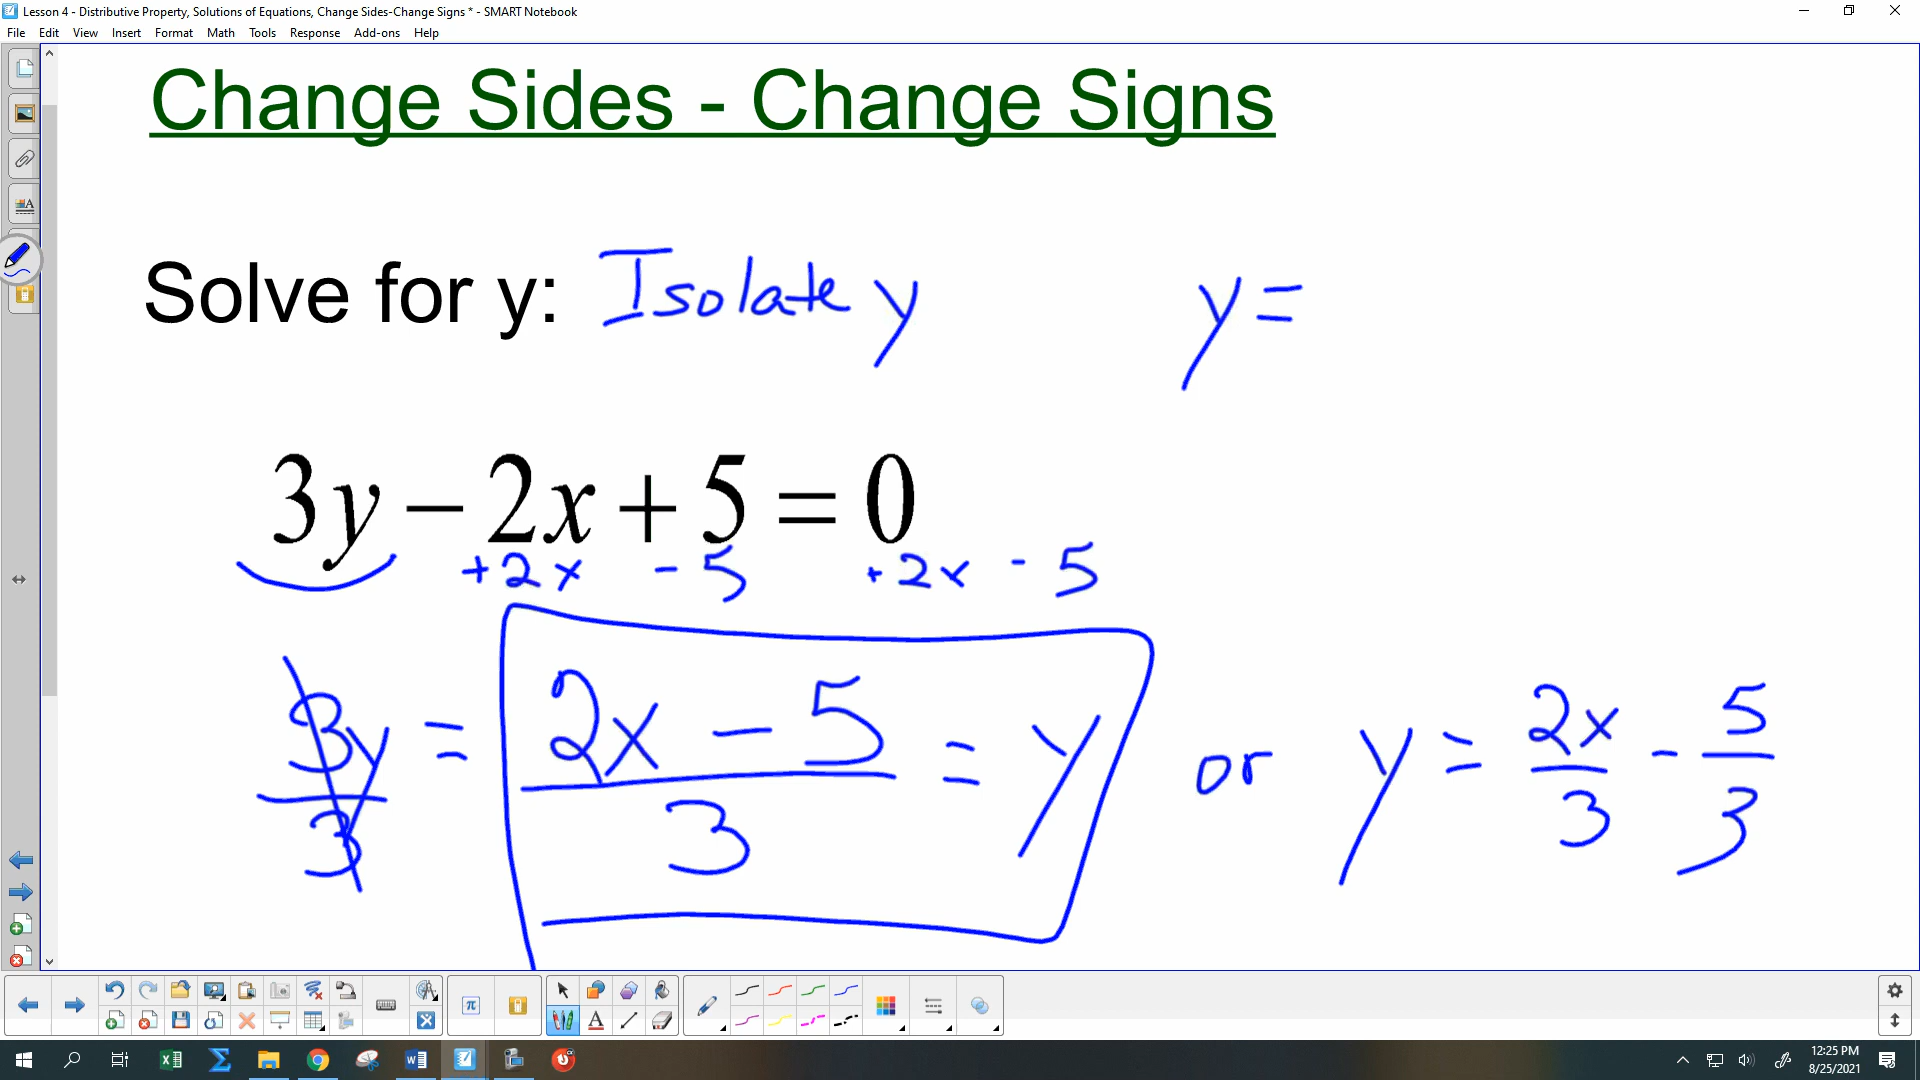 Lesson 4 - Distributive Property, Solutions of Equations, Change Sides-Change Signs * - SMART Notebook
File Edit View Insert Format Math Tools Response Add-ons Help
Change Sides - Change Signs
Solve for y: Isolate y y =
3y − 2x + 5 = 0
+2x - 5 +2x - 5
3y = 2x - 5 = y or y = 2x - 5
3 3 3 3
12:25 PM
8/25/2021